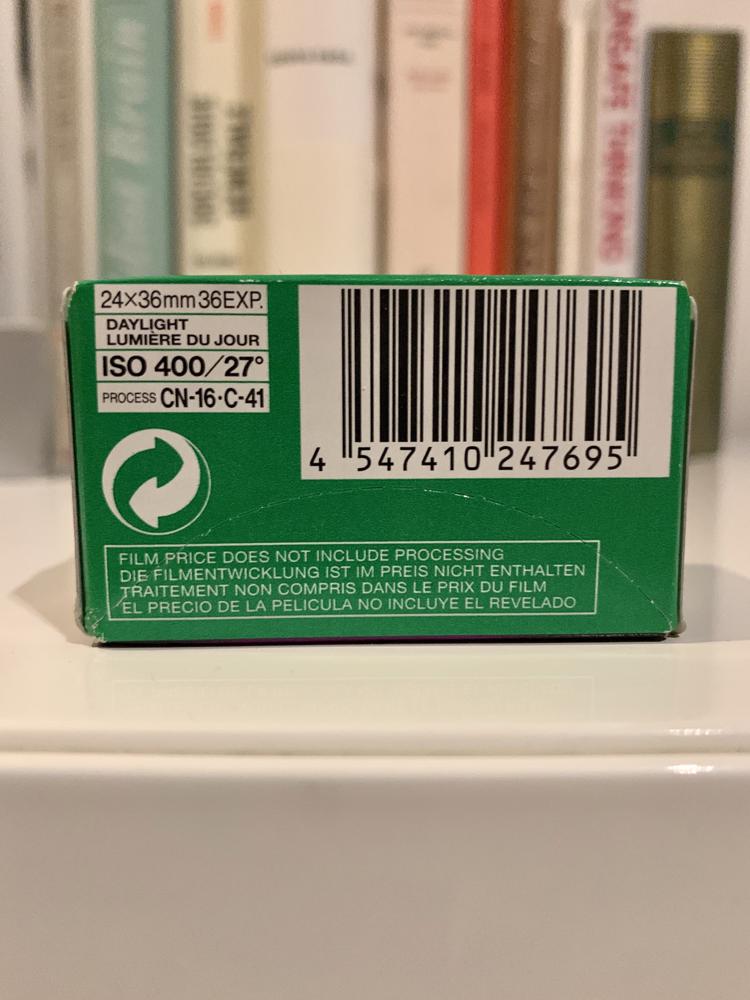 UNSAFE THINKING
24×36mm 36EXP.
DAYLIGHT
LUMIÈRE DU JOUR
ISO 400/27°
PROCESS CN-16·C-41
4 547410 247695
FILM PRICE DOES NOT INCLUDE PROCESSING
DIE FILMENTWICKLUNG IST IM PREIS NICHT ENTHALTEN
TRAITEMENT NON COMPRIS DANS LE PRIX DU FILM
EL PRECIO DE LA PELICULA NO INCLUYE EL REVELADO